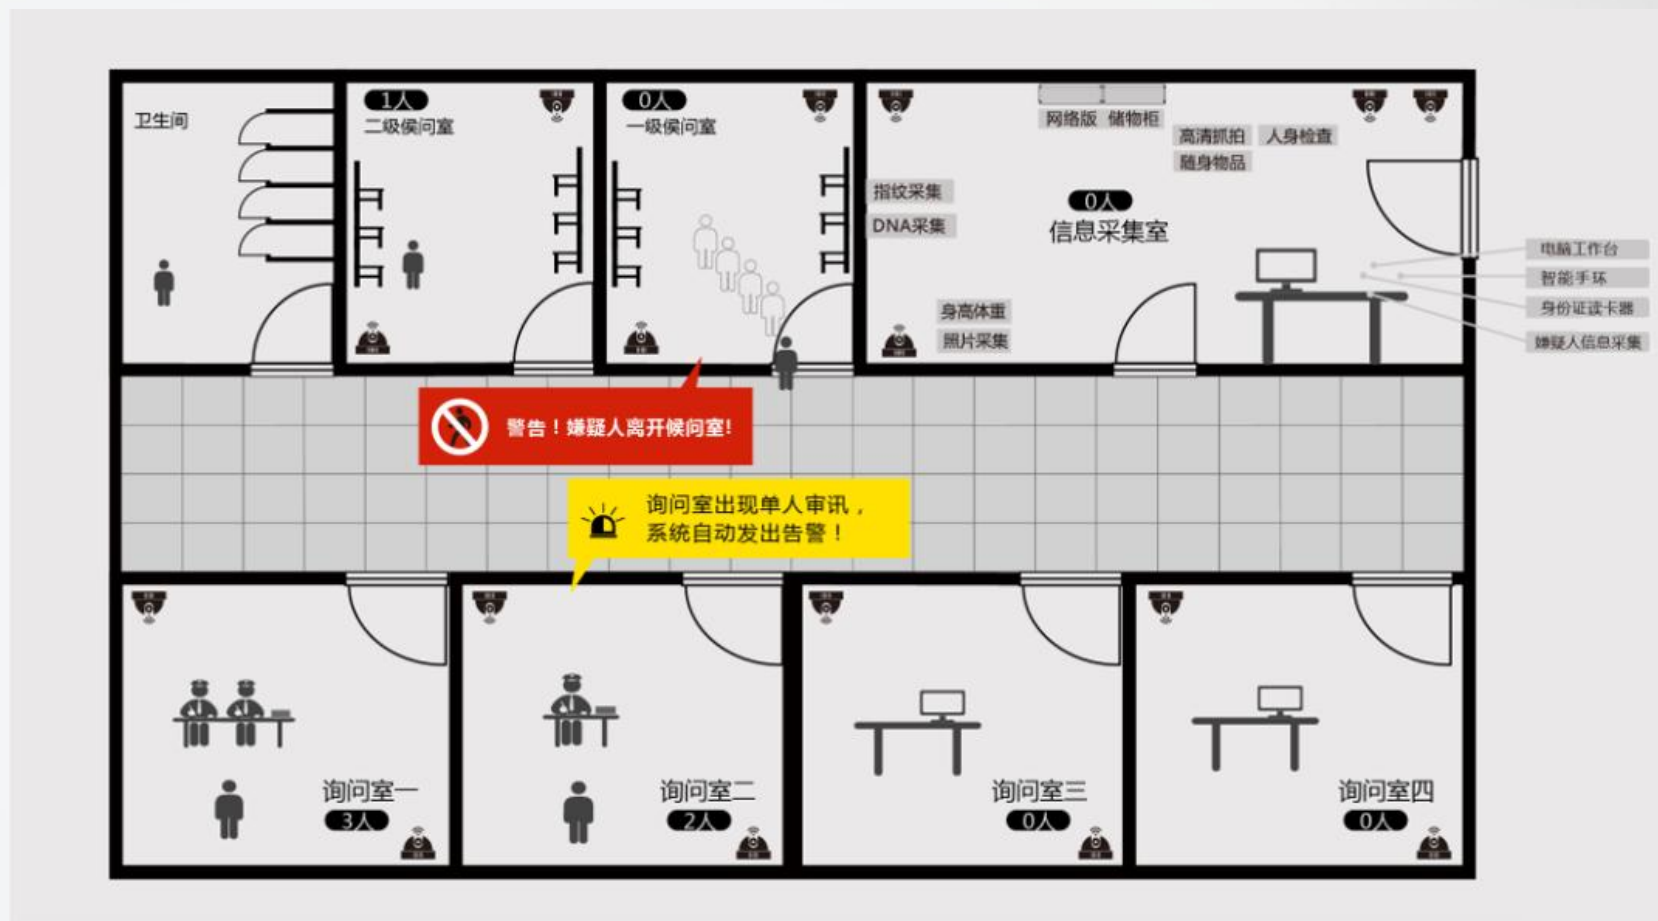 卫生间
1人
二级侯问室
0人
一级侯问室
网络版 储物柜
高清抓拍 人身检查
随身物品
指纹采集
DNA采集
0人
信息采集室
身高体重
照片采集
电脑工作台
智能手环
身份证读卡器
嫌疑人信息采集
警告！嫌疑人离开候问室!
询问室出现单人审讯，
系统自动发出告警！
询问室一
3人
询问室二
2人
询问室三
0人
询问室四
0人